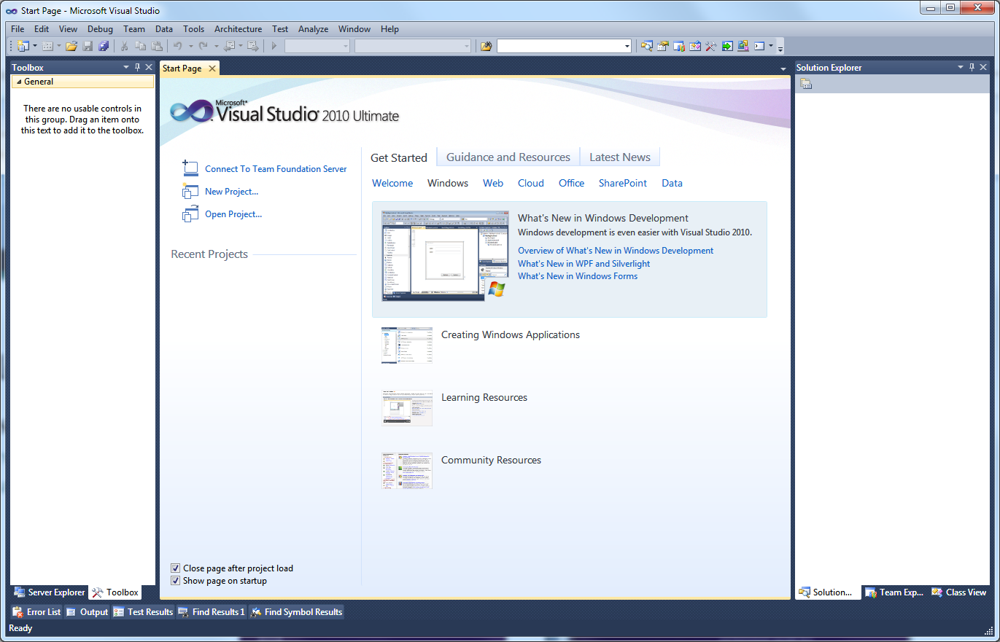 Start Page - Microsoft Visual Studio
File Edit View Debug Team Data Tools Architecture Test Analyze Window Help
Toolbox
General
There are no usable controls in
this group. Drag an item onto
this text to add it to the toolbox.
Server Explorer Toolbox
Start Page
Microsoft®
Visual Studio® 2010 Ultimate
Connect To Team Foundation Server
New Project...
Open Project...
Recent Projects
Close page after project load
Show page on startup
Get Started Guidance and Resources Latest News
Welcome Windows Web Cloud Office SharePoint Data
What's New in Windows Development
Windows development is even easier with Visual Studio 2010.
Overview of What's New in Windows Development
What's New in WPF and Silverlight
What's New in Windows Forms
Creating Windows Applications
Learning Resources
Community Resources
Solution Explorer
Solution... Team Exp... Class View
Error List Output Test Results Find Results 1 Find Symbol Results
Ready